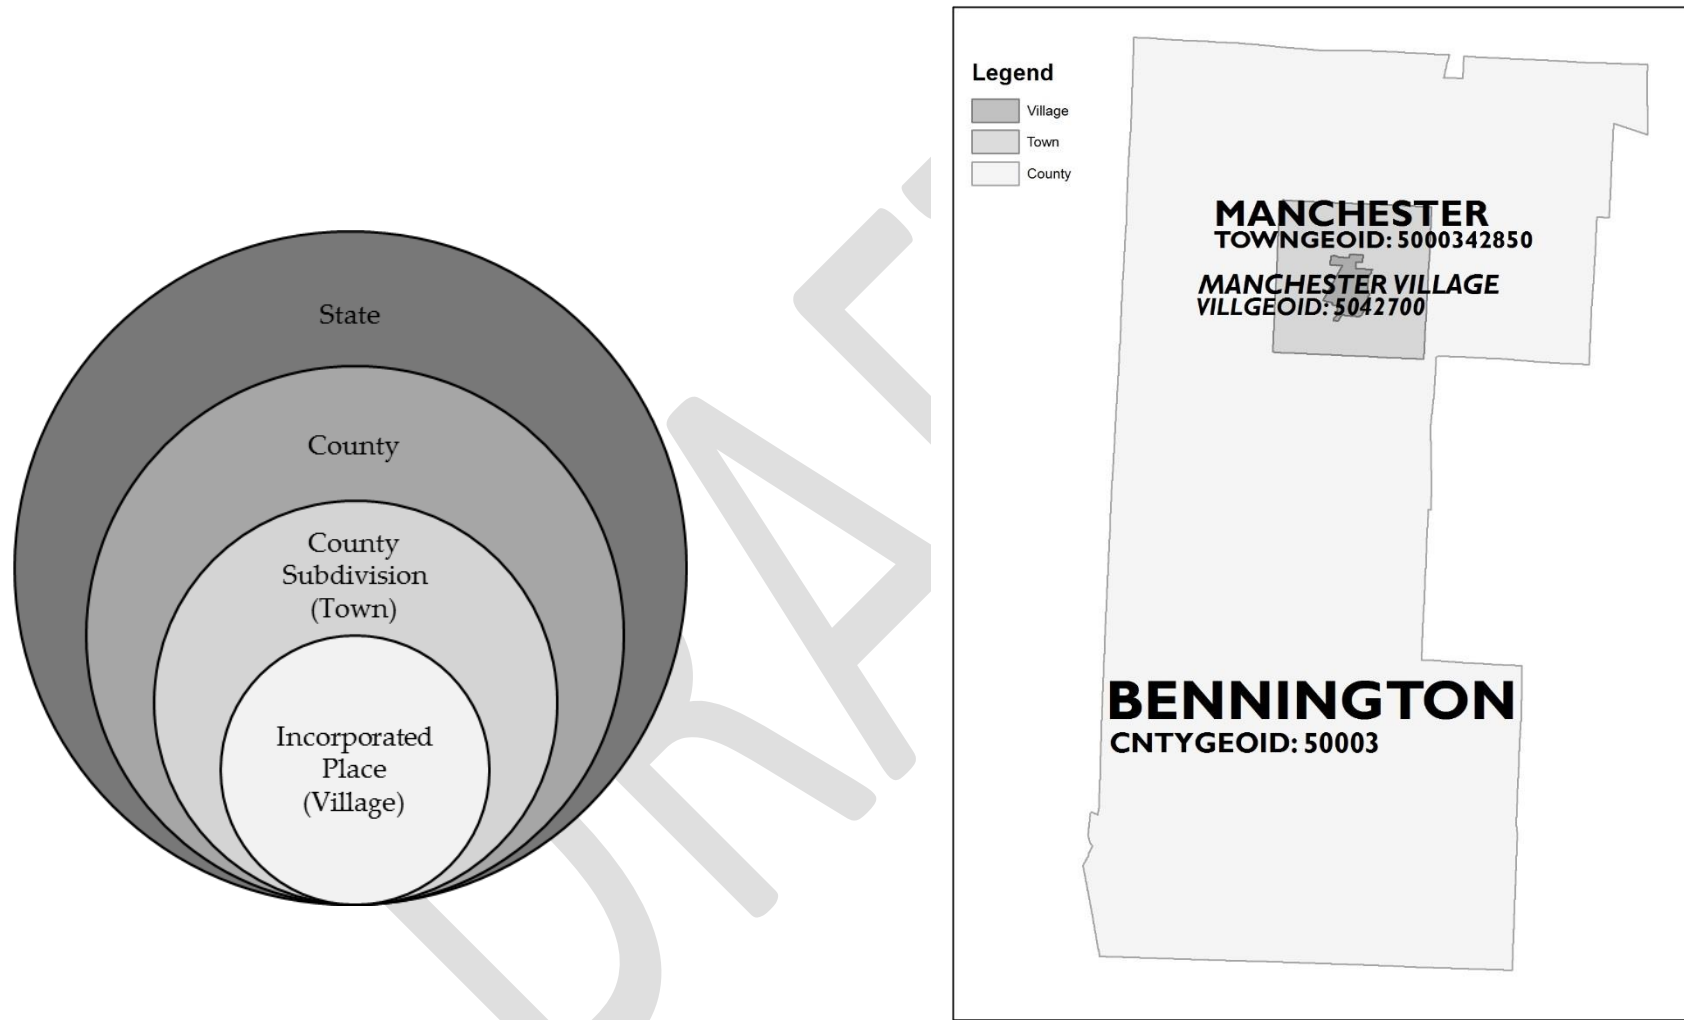 State
County
County
Subdivision
(Town)
Incorporated
Place
(Village)
Legend
Village
Town
County
MANCHESTER
TOWNGEOID: 5000342850
MANCHESTER VILLAGE
VILLGEOID: 5042700
BENNINGTON
CNTYGEOID: 50003
DRA